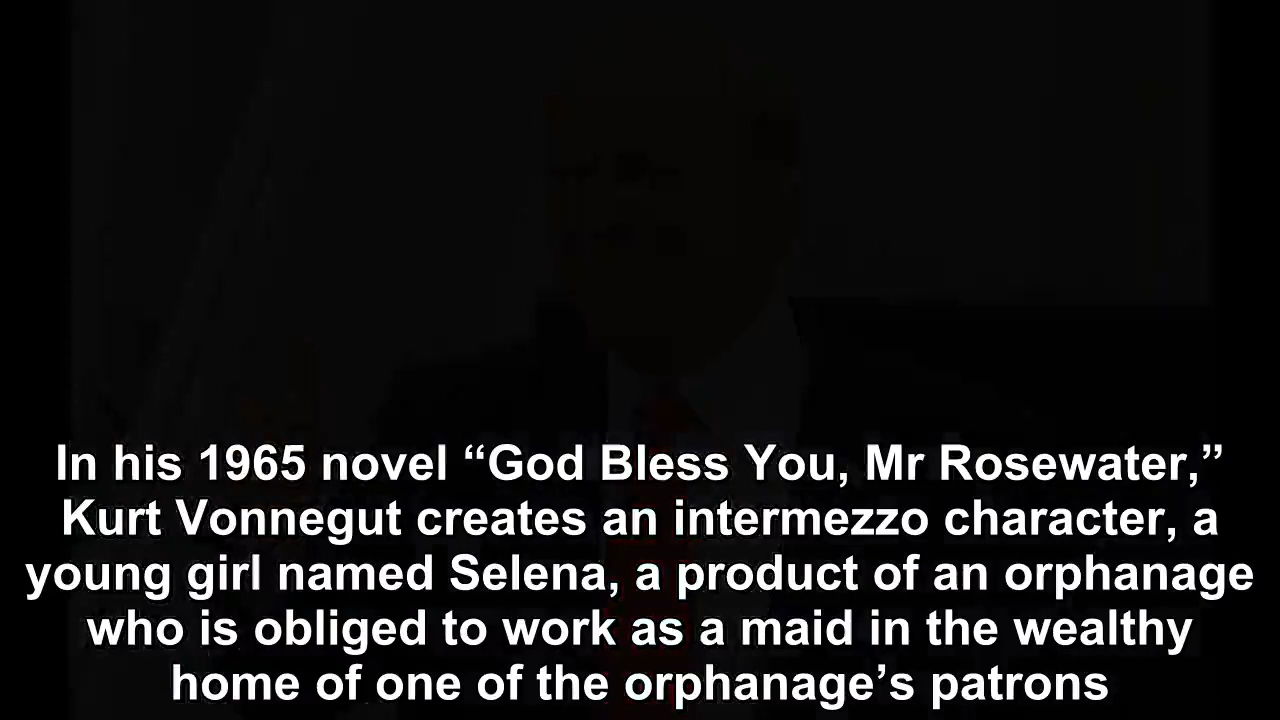 In his 1965 novel “God Bless You, Mr Rosewater,”
Kurt Vonnegut creates an intermezzo character, a
young girl named Selena, a product of an orphanage
who is obliged to work as a maid in the wealthy
home of one of the orphanage’s patrons